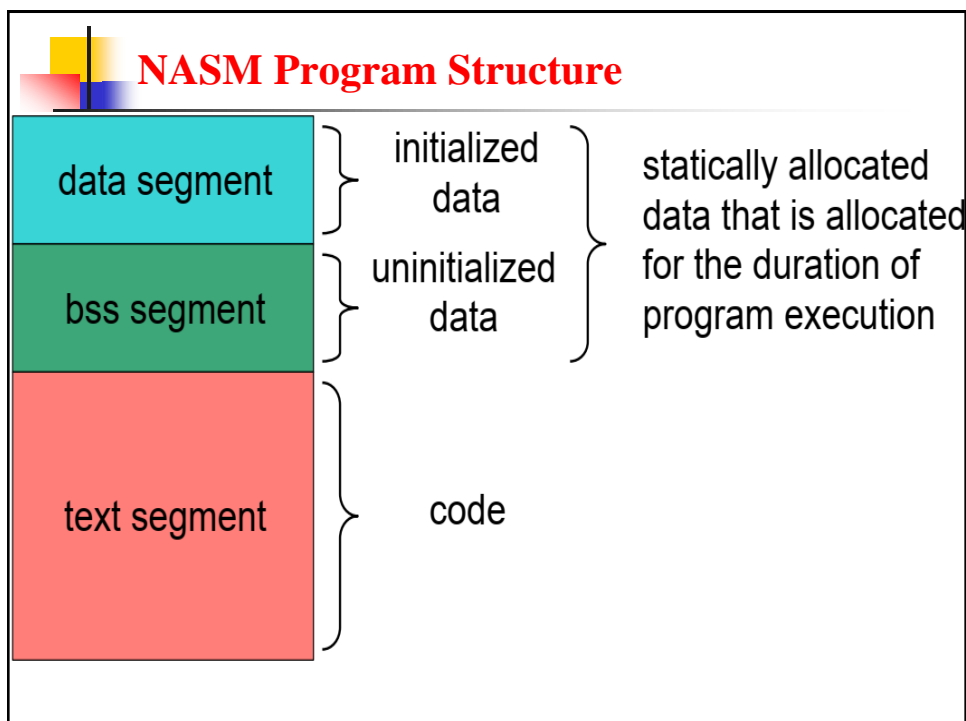 NASM Program Structure
data segment
initialized
data
bss segment
uninitialized
data
statically allocated
data that is allocated
for the duration of
program execution
text segment
code